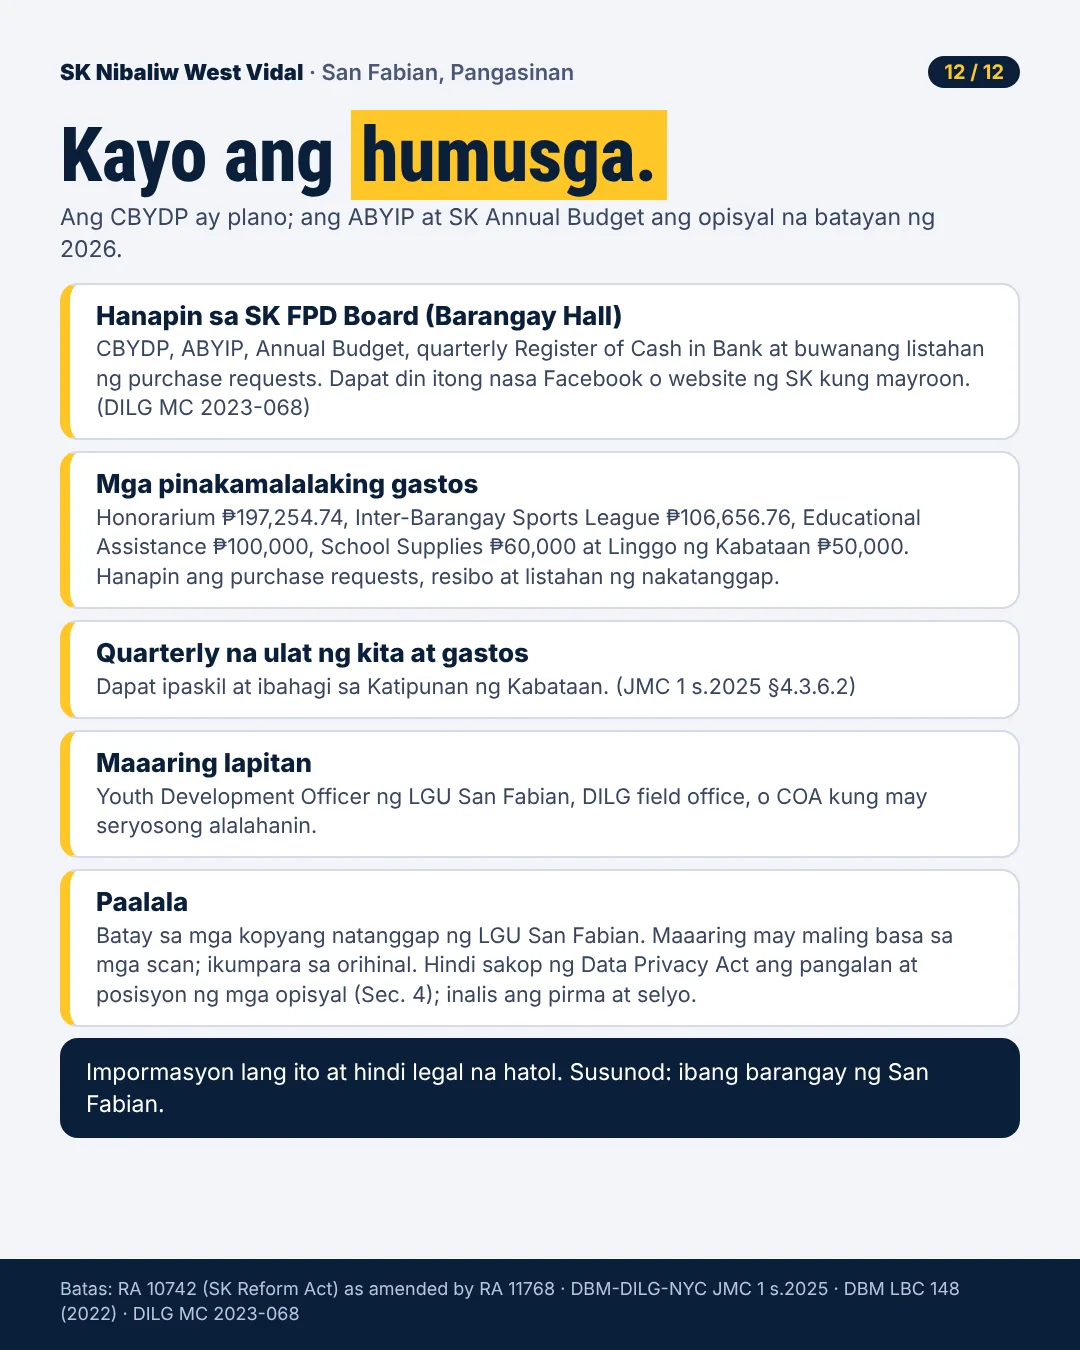 SK Nibaliw West Vidal · San Fabian, Pangasinan
12 / 12
Kayo ang humusga.
Ang CBYDP ay plano; ang ABYIP at SK Annual Budget ang opisyal na batayan ng
2026.
Hanapin sa SK FPD Board (Barangay Hall)
CBYDP, ABYIP, Annual Budget, quarterly Register of Cash in Bank at buwanang listahan
ng purchase requests. Dapat din itong nasa Facebook o website ng SK kung mayroon.
(DILG MC 2023-068)
Mga pinakamalalaking gastos
Honorarium ₱197,254.74, Inter-Barangay Sports League ₱106,656.76, Educational
Assistance ₱100,000, School Supplies ₱60,000 at Linggo ng Kabataan ₱50,000.
Hanapin ang purchase requests, resibo at listahan ng nakatanggap.
Quarterly na ulat ng kita at gastos
Dapat ipaskil at ibahagi sa Katipunan ng Kabataan. (JMC 1 s.2025 §4.3.6.2)
Maaaring lapitan
Youth Development Officer ng LGU San Fabian, DILG field office, o COA kung may
seryosong alalahanin.
Paalala
Batay sa mga kopyang natanggap ng LGU San Fabian. Maaaring may maling basa sa
mga scan; ikumpara sa orihinal. Hindi sakop ng Data Privacy Act ang pangalan at
posisyon ng mga opisyal (Sec. 4); inalis ang pirma at selyo.
Impormasyon lang ito at hindi legal na hatol. Susunod: ibang barangay ng San
Fabian.
Batas: RA 10742 (SK Reform Act) as amended by RA 11768 · DBM-DILG-NYC JMC 1 s.2025 · DBM LBC 148
(2022) · DILG MC 2023-068